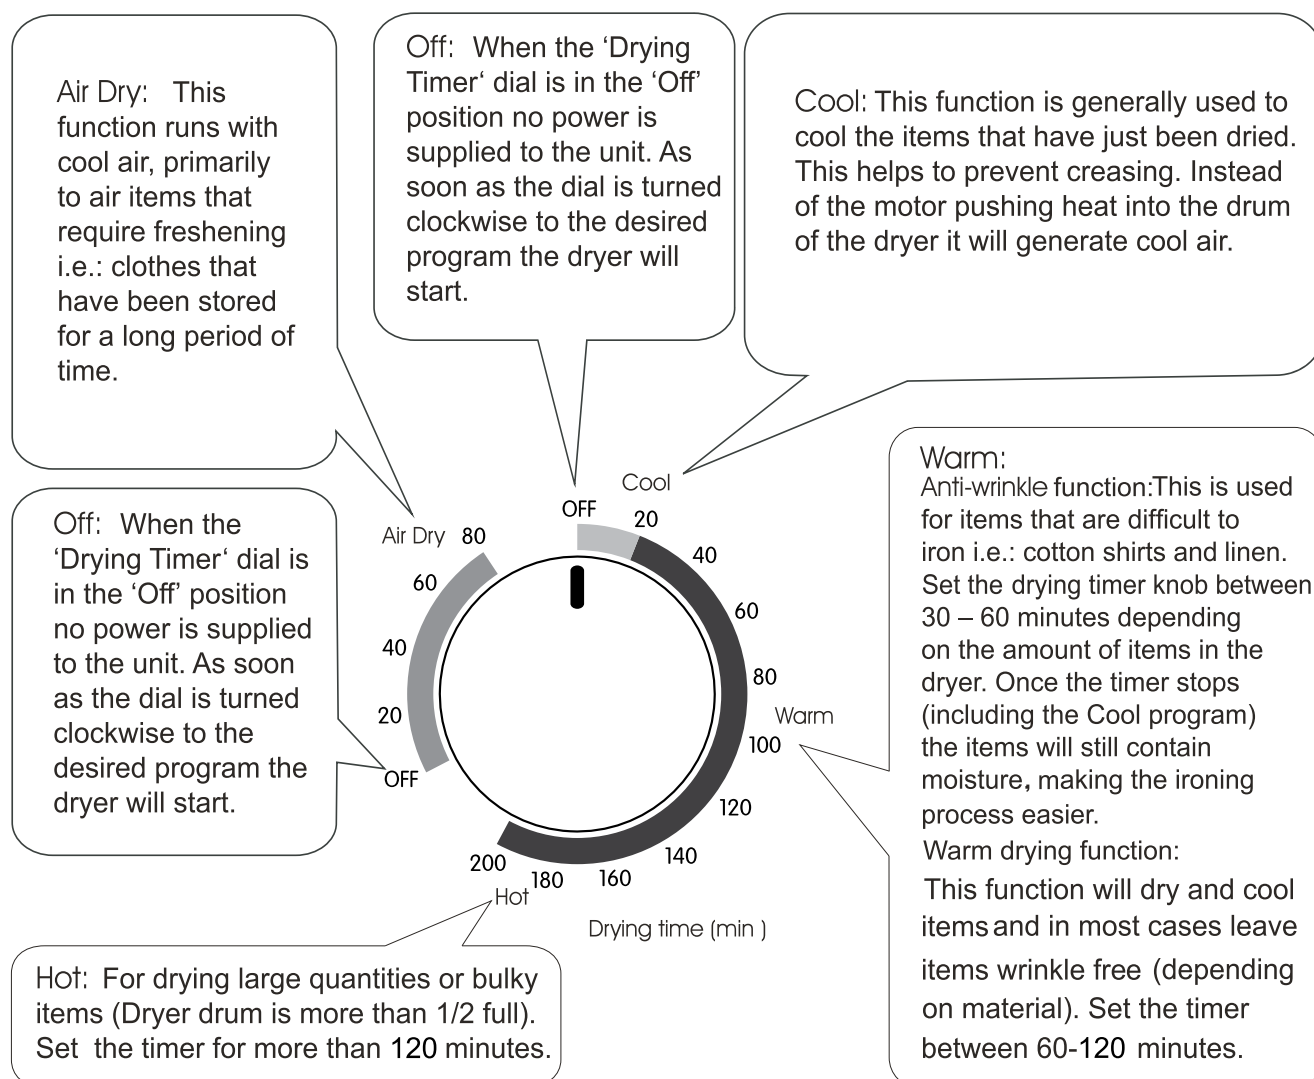 Air Dry: This
function runs with
cool air, primarily
to air items that
require freshening
i.e.: clothes that
have been stored
for a long period of
time.
Off: When the ‘Drying
Timer‘ dial is in the ‘Off’
position no power is
supplied to the unit. As
soon as the dial is turned
clockwise to the desired
program the dryer will
start.
Cool: This function is generally used to
cool the items that have just been dried.
This helps to prevent creasing. Instead
of the motor pushing heat into the drum
of the dryer it will generate cool air.
Off: When the
‘Drying Timer‘ dial is
in the ‘Off’ position
no power is supplied
to the unit. As soon
as the dial is turned
clockwise to the
desired program the
dryer will start.
Cool
OFF
20
40
60
80
Warm
100
120
140
160
180
200
Hot
Drying time (min )
Air Dry 80
60
40
20
OFF
Warm:
Anti-wrinkle function:This is used
for items that are difficult to
iron i.e.: cotton shirts and linen.
Set the drying timer knob between
30 – 60 minutes depending
on the amount of items in the
dryer. Once the timer stops
(including the Cool program)
the items will still contain
moisture, making the ironing
process easier.
Warm drying function:
This function will dry and cool
items and in most cases leave
items wrinkle free (depending
on material). Set the timer
between 60-120 minutes.
Hot: For drying large quantities or bulky
items (Dryer drum is more than 1/2 full).
Set the timer for more than 120 minutes.